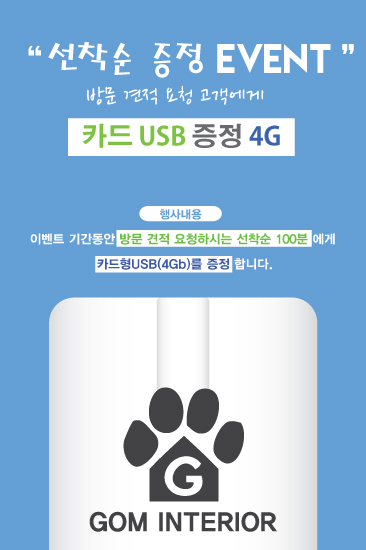 “ 선착순 증정 EVENT ”
방문 견적 요청 고객에게
카드 USB 증정 4G
행사내용
이벤트 기간동안 방문 견적 요청하시는 선착순 100분에게
카드형USB(4Gb)를 증정 합니다.
G
GOM INTERIOR